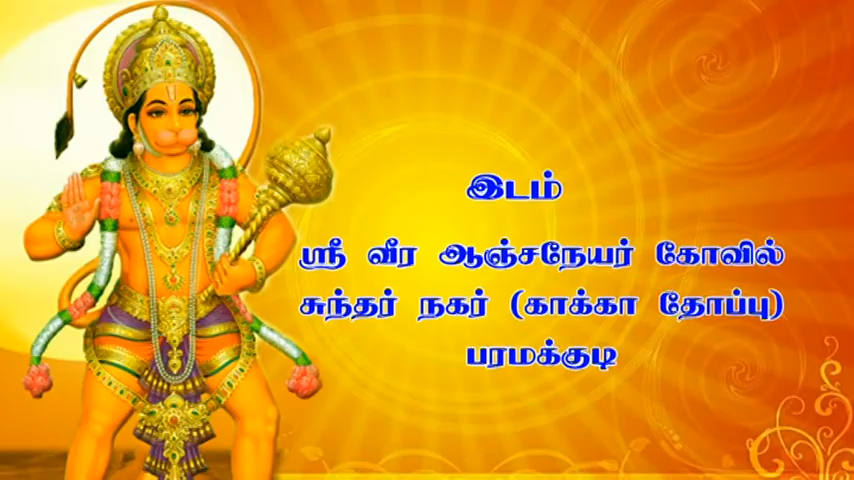 இடம்
ஸ்ரீ வீர ஆஞ்சநேயர் கோவில்
சுந்தர் நகர் (காக்கா தோப்பு)
பரமக்குடி